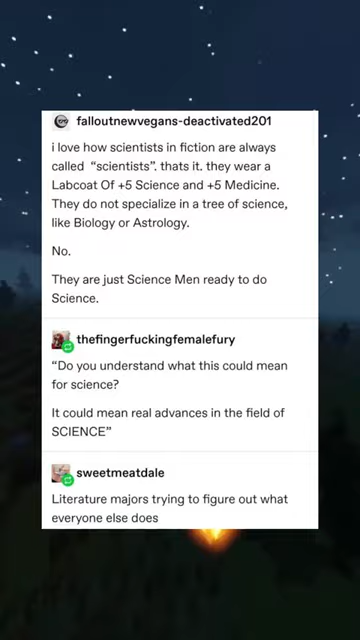 falloutnewvegans-deactivated201
i love how scientists in fiction are always
called “scientists”. thats it. they wear a
Labcoat Of +5 Science and +5 Medicine.
They do not specialize in a tree of science,
like Biology or Astrology.
No.
They are just Science Men ready to do
Science.
thefingerfuckingfemalefury
“Do you understand what this could mean
for science?
It could mean real advances in the field of
SCIENCE”
sweetmeatdale
Literature majors trying to figure out what
everyone else does